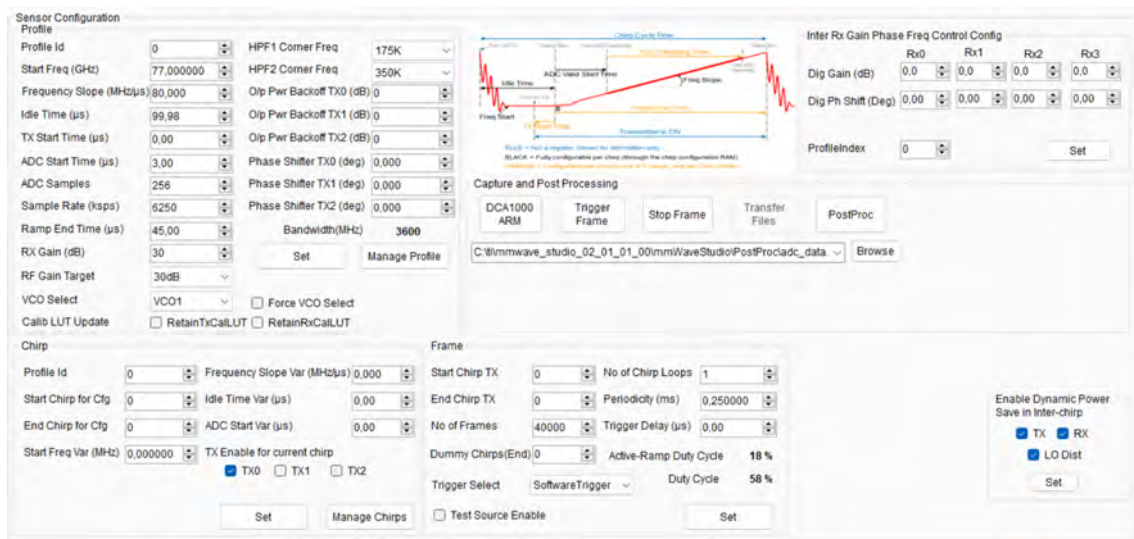 Sensor Configuration
Profile
Profile Id 0
Start Freq (GHz) 77,000000
Frequency Slope (MHz/µs) 80,000
Idle Time (µs) 99,98
TX Start Time (µs) 0,00
ADC Start Time (µs) 3,00
ADC Samples 256
Sample Rate (ksps) 6250
Ramp End Time (µs) 45,00
RX Gain (dB) 30
RF Gain Target 30dB
VCO Select VCO1
Calib LUT Update RetainTxCalLUT RetainRxCalLUT
HPF1 Corner Freq 175K
HPF2 Corner Freq 350K
O/p Pwr Backoff TX0 (dB) 0
O/p Pwr Backoff TX1 (dB) 0
O/p Pwr Backoff TX2 (dB) 0
Phase Shifter TX0 (deg) 0,000
Phase Shifter TX1 (deg) 0,000
Phase Shifter TX2 (deg) 0,000
Bandwidth(MHz) 3600
Set Manage Profile
Force VCO Select
Chirp Cycle Time
Idle Time
ADC Valid Start Time
Freq Slope
Freq Start
Transmitter is ON
BLACK = Fully configurable per chirp (through the chirp configuration RAM)
Inter Rx Gain Phase Freq Control Config
Rx0 Rx1 Rx2 Rx3
Dig Gain (dB) 0,0 0,0 0,0 0,0
Dig Ph Shift (Deg) 0,00 0,00 0,00 0,00
ProfileIndex 0 Set
Capture and Post Processing
DCA1000
ARM
Trigger
Frame
Stop Frame
Transfer
Files
PostProc
C:\ti\mmwave_studio_02_01_01_00\mmWaveStudio\PostProc\adc_data. Browse
Chirp
Profile Id 0
Start Chirp for Cfg 0
End Chirp for Cfg 0
Start Freq Var (MHz) 0,000000
Frequency Slope Var (MHz/µs) 0,000
Idle Time Var (µs) 0,00
ADC Start Var (µs) 0,00
TX Enable for current chirp
TX0 TX1 TX2
Set Manage Chirps
Frame
Start Chirp TX 0
End Chirp TX 0
No of Frames 40000
Dummy Chirps(End) 0
Trigger Select SoftwareTrigger
Test Source Enable
No of Chirp Loops 1
Periodicity (ms) 0,250000
Trigger Delay (µs) 0,00
Active-Ramp Duty Cycle 18 %
Duty Cycle 58 %
Set
Enable Dynamic Power
Save in Inter-chirp
TX RX
LO Dist
Set